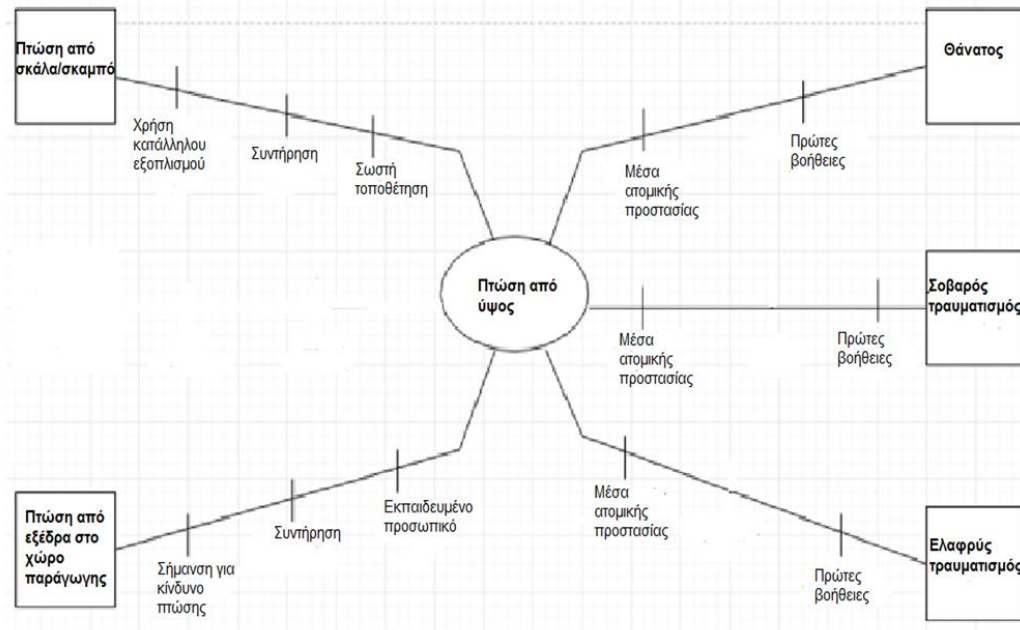 Πτώση από
σκάλα/σκαμπό
Χρήση
κατάλληλου
εξοπλισμού
Συντήρηση
Σωστή
τοποθέτηση
Θάνατος
Μέσα
ατομικής
προστασίας
Πρώτες
βοήθειες
Πτώση από
ύψος
Μέσα
ατομικής
προστασίας
Πρώτες
βοήθειες
Σοβαρός
τραυματισμός
Πτώση από
εξέδρα στο
χώρο
παράγωγης
Σήμανση για
κίνδυνο
πτώσης
Συντήρηση
Εκπαιδευμένο
προσωπικό
Μέσα
ατομικής
προστασίας
Πρώτες
βοήθειες
Ελαφρύς
τραυματισμός